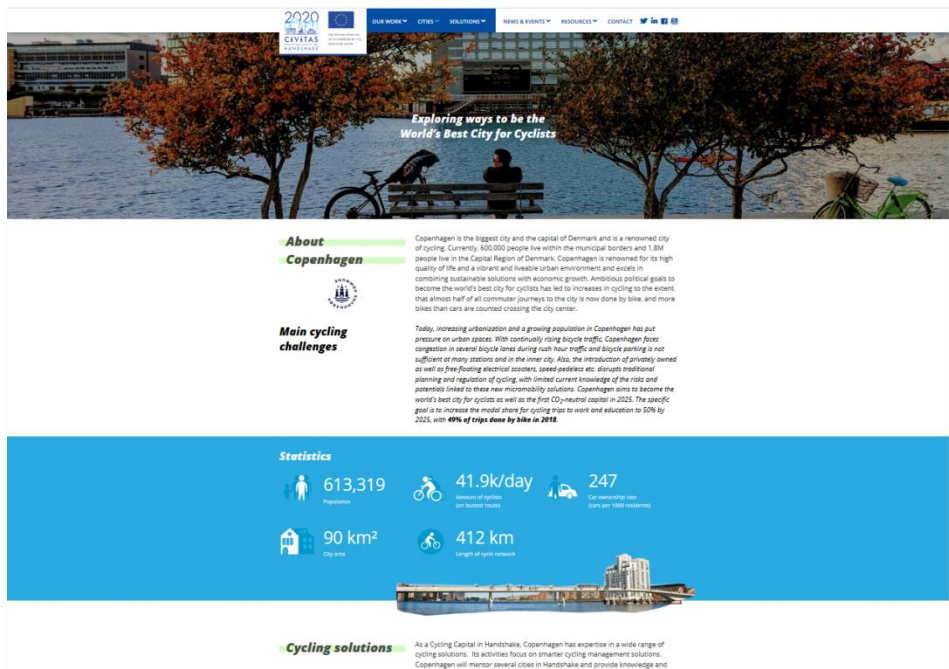 2020
CIVITAS
HANDSHAKE
OUR WORK
CITIES
SOLUTIONS
NEWS & EVENTS
RESOURCES
CONTACT
Exploring ways to be the
World's Best City for Cyclists
About
Copenhagen
Copenhagen is the biggest city and the capital of Denmark and is a renowned city
of cycling. Currently, 600,000 people live within the municipal borders and 1.8M
people live in the Capital Region of Denmark. Copenhagen is renowned for its high
quality of life and a vibrant and liveable urban environment and excels in
combining sustainable solutions with economic growth. Ambitious political goals to
become the world's best city for cyclists has led to increases in cycling to the extent
that almost half of all commuter journeys to the city is now done by bike, and more
bikes than cars are counted crossing the city center.
Main cycling
challenges
Today, increasing urbanization and a growing population in Copenhagen has put
pressure on urban spaces. With continually rising bicycle traffic, Copenhagen faces
congestion in several bicycle lanes during rush hour traffic and bicycle parking is not
sufficient at many stations and in the inner city. Also, the introduction of privately owned
as well as free-floating electrical scooters, speed-pedelecs etc. disrupts traditional
planning and regulation of cycling, with limited current knowledge of the risks and
potentials linked to these new micromobility solutions. Copenhagen aims to become the
world's best city for cyclists as well as the first CO₂-neutral capital in 2025. The specific
goal is to increase the modal share for cycling trips to work and education to 50% by
2025, with 49% of trips done by bike in 2018.
Statistics
613,319
Population
41.9k/day
Amount of cyclists
(on busiest route)
247
Car ownership rate
(cars per 1000 residents)
90 km²
City area
412 km
Length of cycle network
Cycling solutions
As a Cycling Capital in Handshake, Copenhagen has expertise in a wide range of
cycling solutions. Its activities focus on smarter cycling management solutions.
Copenhagen will mentor several cities in Handshake and provide knowledge and